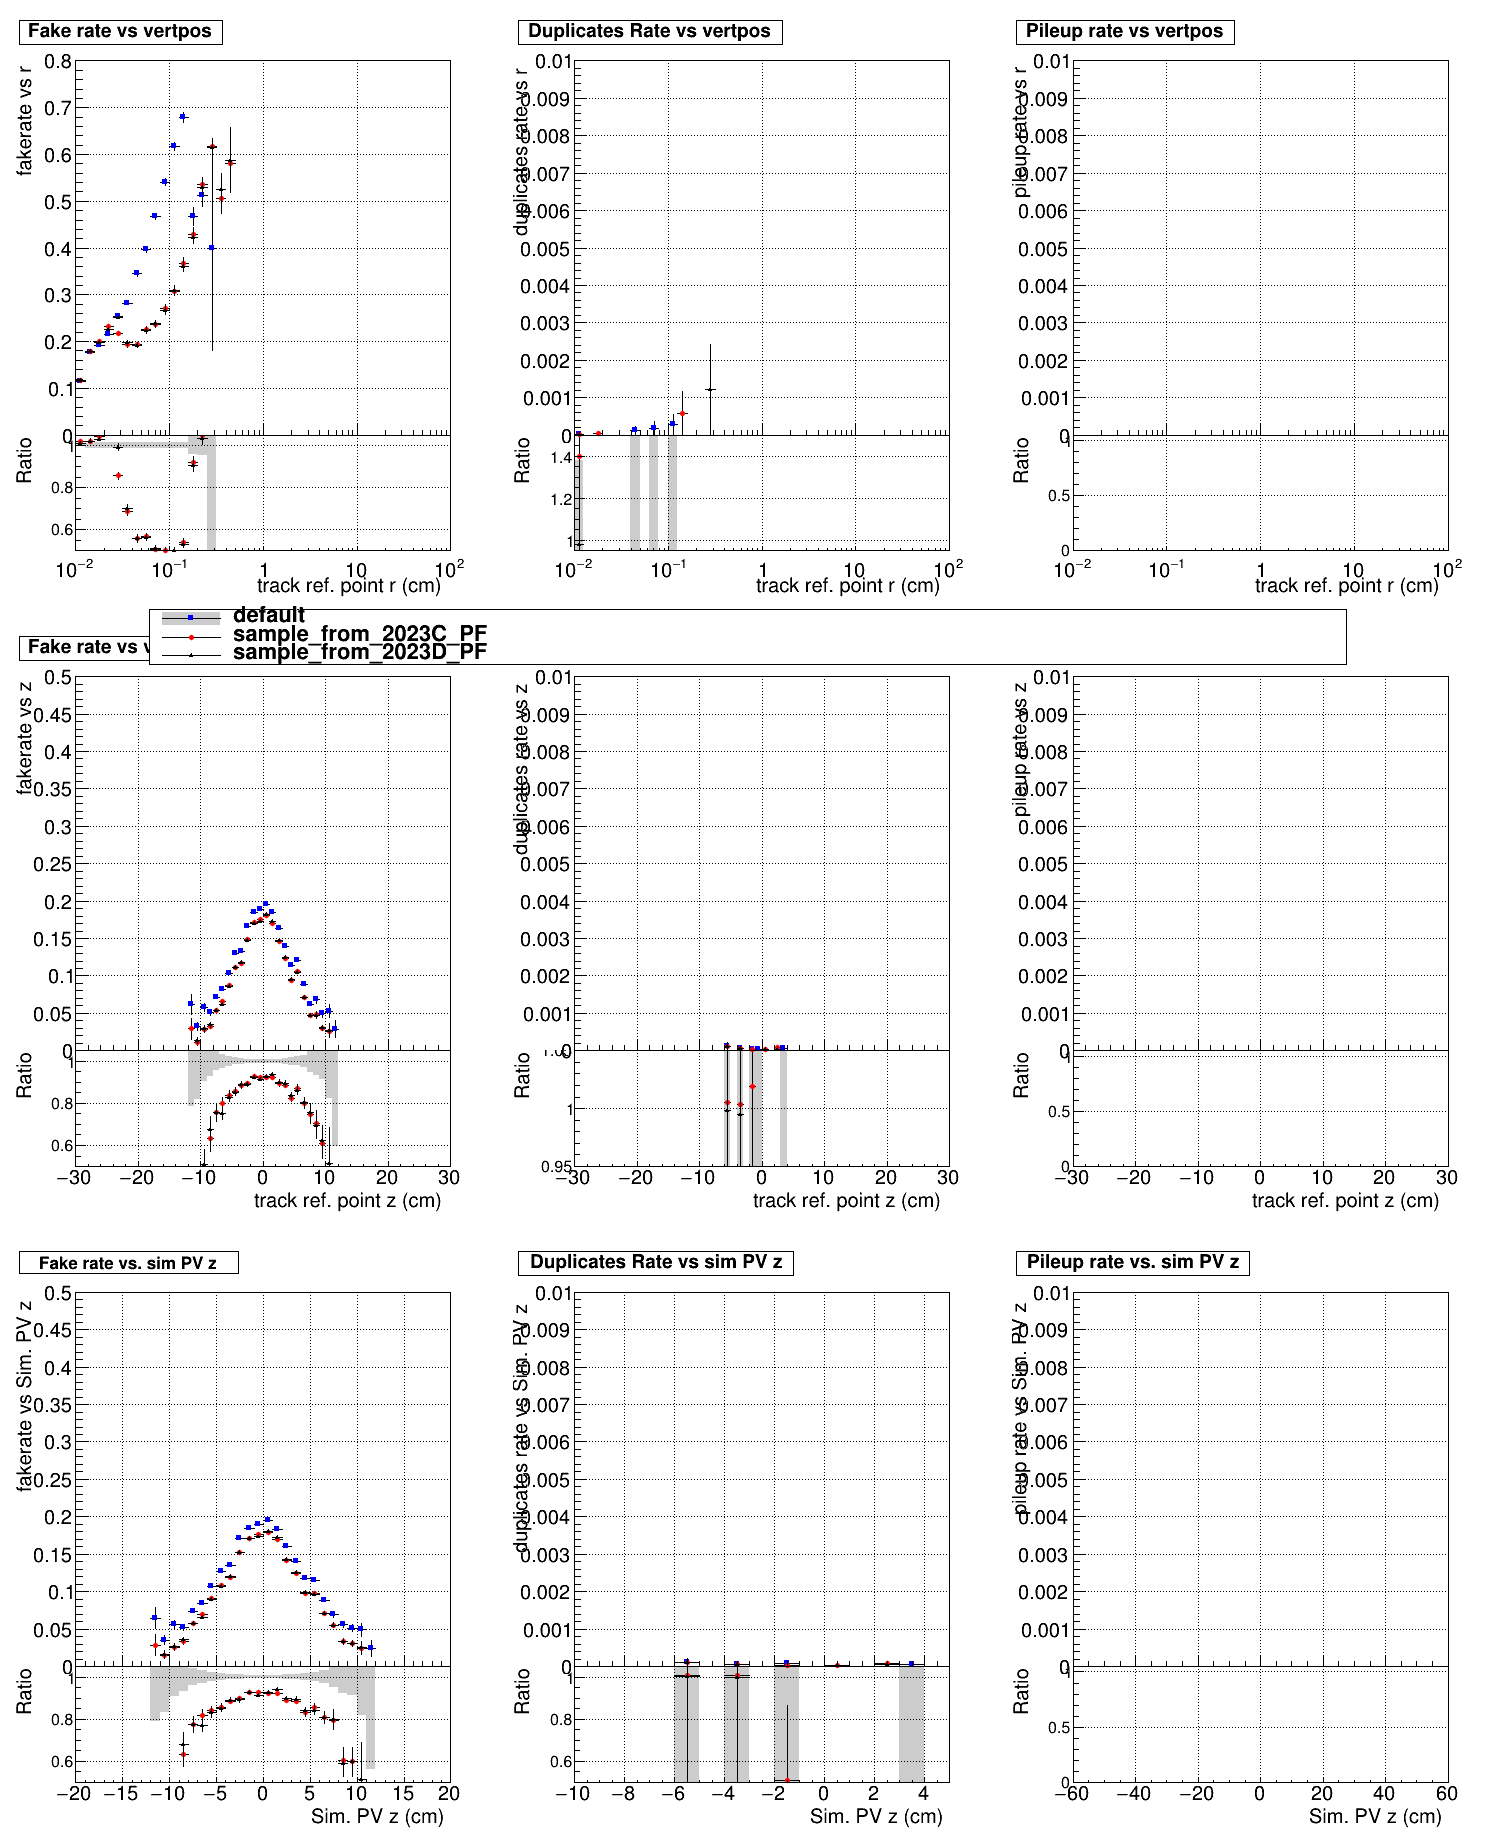 Fake rate vs vertpos
fakerate vs r
0.8
0.7
0.6
0.5
0.4
0.3
0.2
0.1
0
Ratio
1
0.8
0.6
10−2 10−1 1 10 102
track ref. point r (cm)
Duplicates Rate vs vertpos
duplicates rate vs r
0.01
0.009
0.008
0.007
0.006
0.005
0.004
0.003
0.002
0.001
0
Ratio
1.4
1.2
1
10−2 10−1 1 10 102
track ref. point r (cm)
Pileup rate vs vertpos
pileup rate vs r
0.01
0.009
0.008
0.007
0.006
0.005
0.004
0.003
0.002
0.001
0
Ratio
1
0.5
0
10−2 10−1 1 10 102
track ref. point r (cm)
default
sample_from_2023C_PF
sample_from_2023D_PF
Fake rate vs v
fakerate vs z
0.5
0.45
0.4
0.35
0.3
0.25
0.2
0.15
0.1
0.05
0
Ratio
1
0.8
0.6
−30 −20 −10 0 10 20 30
track ref. point z (cm)
duplicates rate vs z
0.01
0.009
0.008
0.007
0.006
0.005
0.004
0.003
0.002
0.001
0
Ratio
1
0.95
−30 −20 −10 0 10 20 30
track ref. point z (cm)
pileup rate vs z
0.01
0.009
0.008
0.007
0.006
0.005
0.004
0.003
0.002
0.001
0
Ratio
1
0.5
0
−30 −20 −10 0 10 20 30
track ref. point z (cm)
Fake rate vs. sim PV z
fakerate vs Sim. PV z
0.5
0.45
0.4
0.35
0.3
0.25
0.2
0.15
0.1
0.05
0
Ratio
1
0.8
0.6
−20 −15 −10 −5 0 5 10 15 20
Sim. PV z (cm)
Duplicates Rate vs sim PV z
duplicates rate vs Sim. PV z
0.01
0.009
0.008
0.007
0.006
0.005
0.004
0.003
0.002
0.001
0
Ratio
1
0.8
0.6
−10 −8 −6 −4 −2 0 2 4
Sim. PV z (cm)
Pileup rate vs. sim PV z
pileup rate vs Sim. PV z
0.01
0.009
0.008
0.007
0.006
0.005
0.004
0.003
0.002
0.001
0
Ratio
1
0.5
0
−60 −40 −20 0 20 40 60
Sim. PV z (cm)